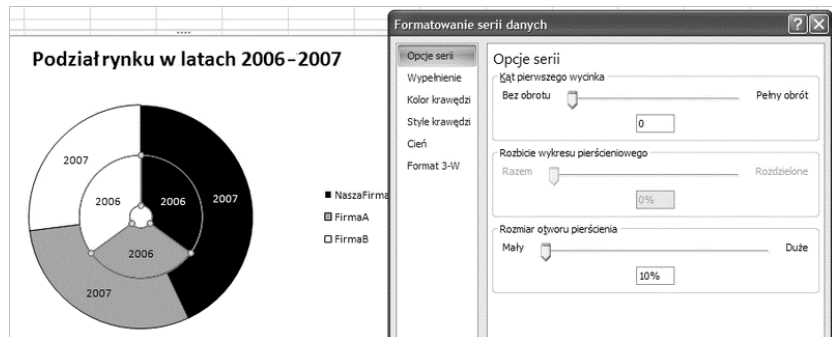 Podział rynku w latach 2006–2007
2007
2006
2006
2007
2006
2007
NaszaFirma
FirmaA
FirmaB
Formatowanie serii danych
Opcje serii
Wypełnienie
Kolor krawędzi
Style krawędzi
Cień
Format 3-W
Opcje serii
Kąt pierwszego wycinka
Bez obrotu
Pełny obrót
0
Rozbicie wykresu pierścieniowego
Razem
Rozdzielone
0%
Rozmiar otworu pierścienia
Mały
Duże
10%